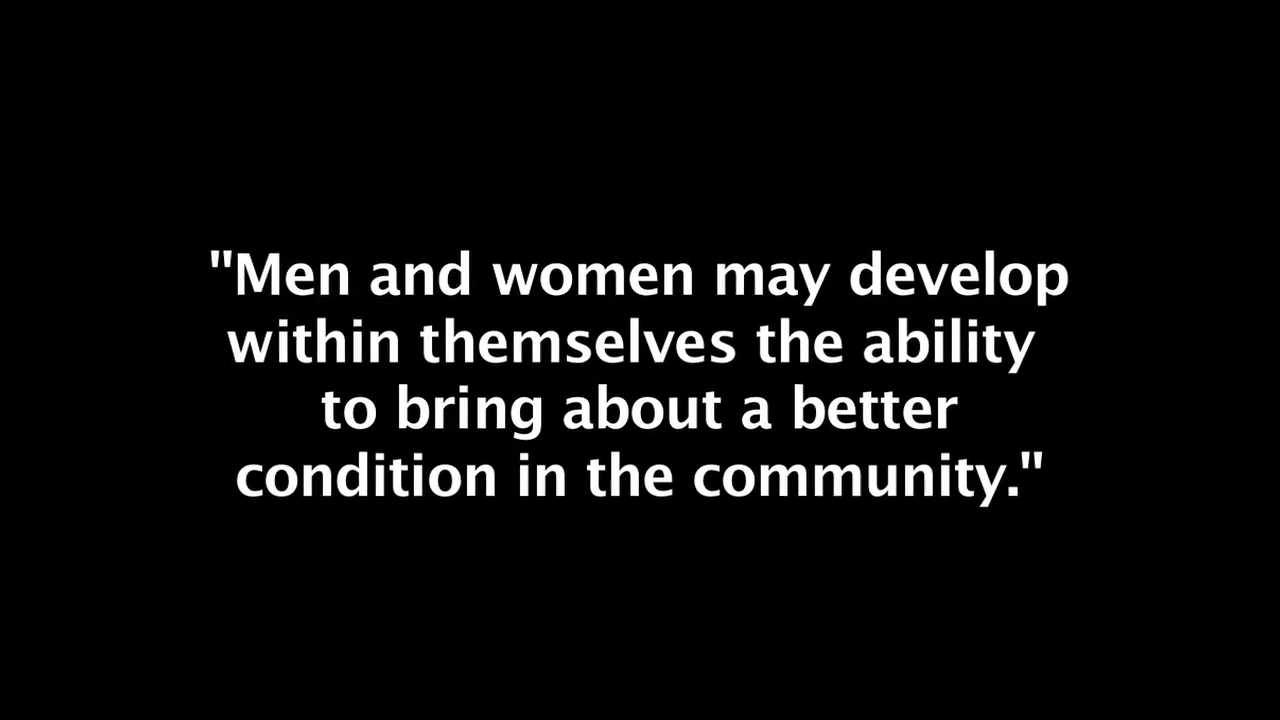 "Men and women may develop
within themselves the ability
to bring about a better
condition in the community."